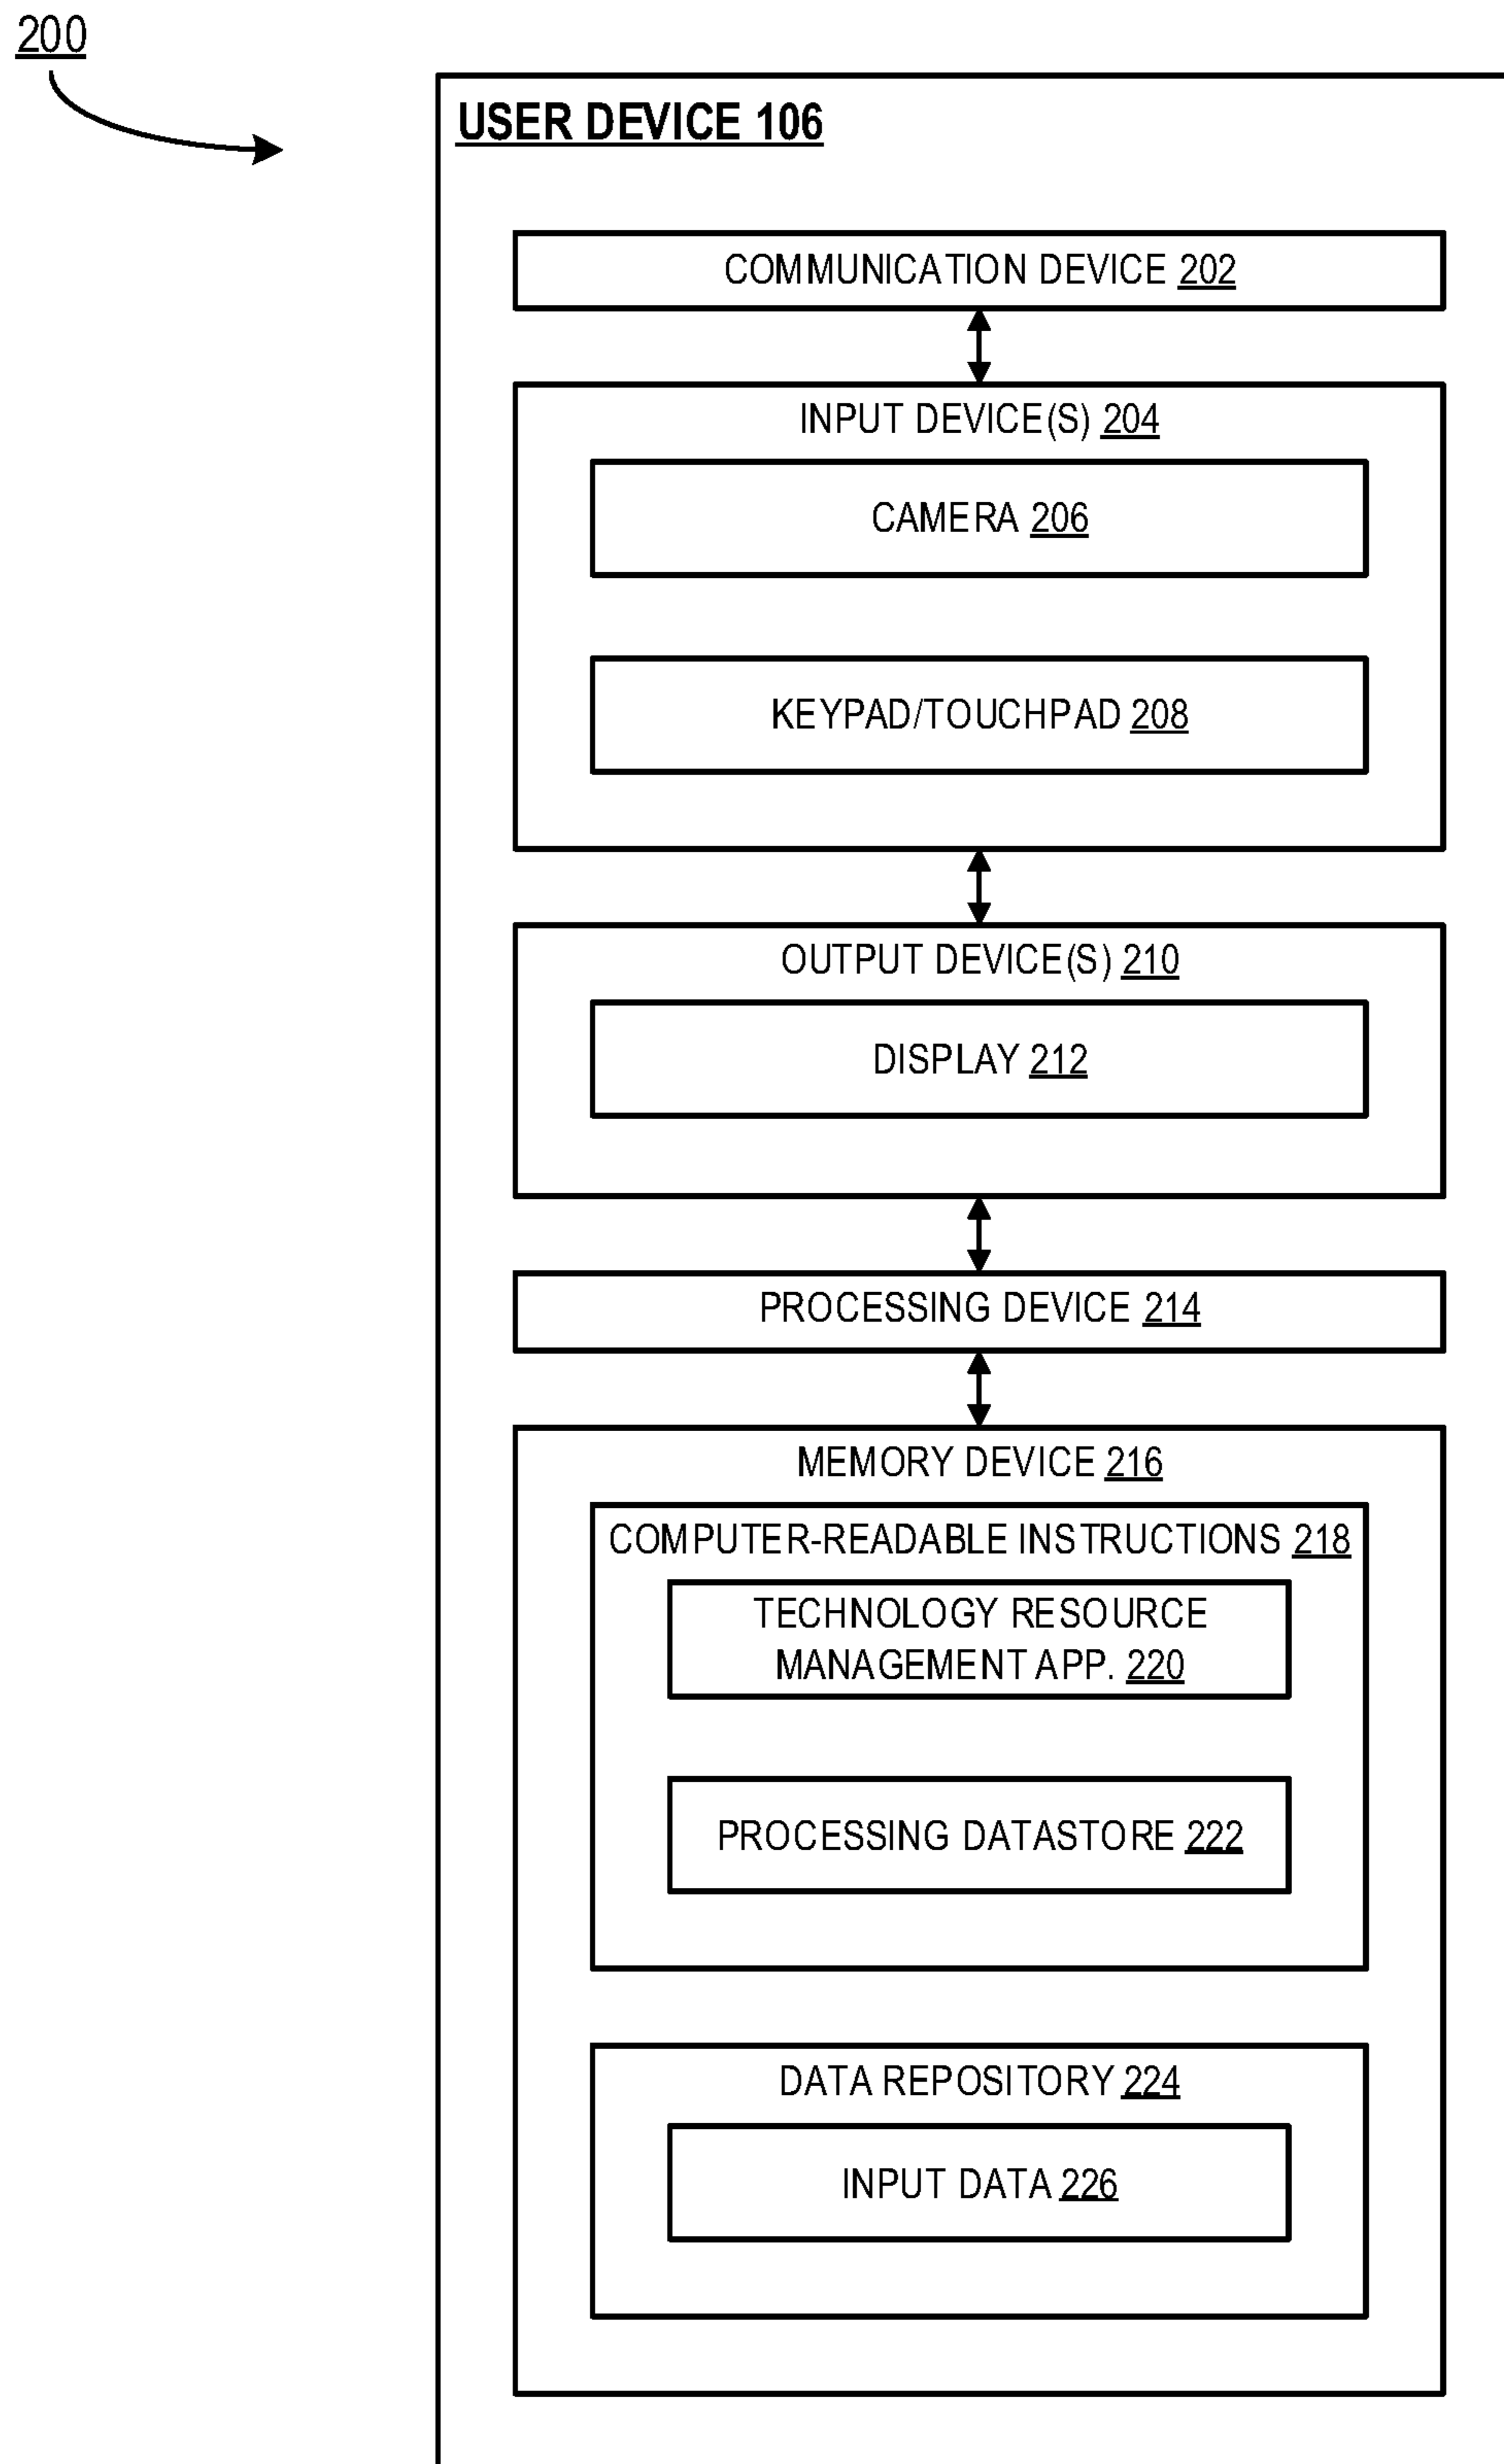 200
USER DEVICE 106
COMMUNICATION DEVICE 202
INPUT DEVICE(S) 204
CAMERA 206
KEYPAD/TOUCHPAD 208
OUTPUT DEVICE(S) 210
DISPLAY 212
PROCESSING DEVICE 214
MEMORY DEVICE 216
COMPUTER-READABLE INSTRUCTIONS 218
TECHNOLOGY RESOURCE
MANAGEMENT APP. 220
PROCESSING DATASTORE 222
DATA REPOSITORY 224
INPUT DATA 226